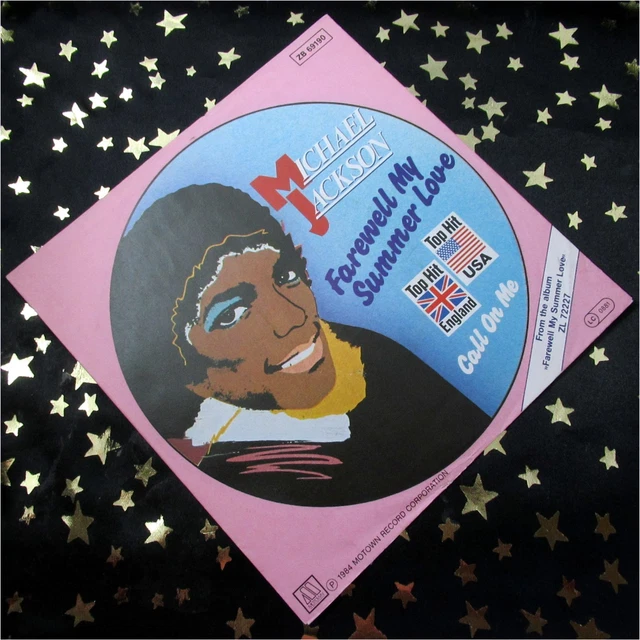 ZB 69190
MICHAEL
JACKSON
Farewell My
Summer Love
Top Hit
USA
Top Hit
England
Call On Me
From the album
»Farewell My Summer Love«
ZL 72227
LC 0881
Ⓟ 1984 MOTOWN RECORD CORPORATION